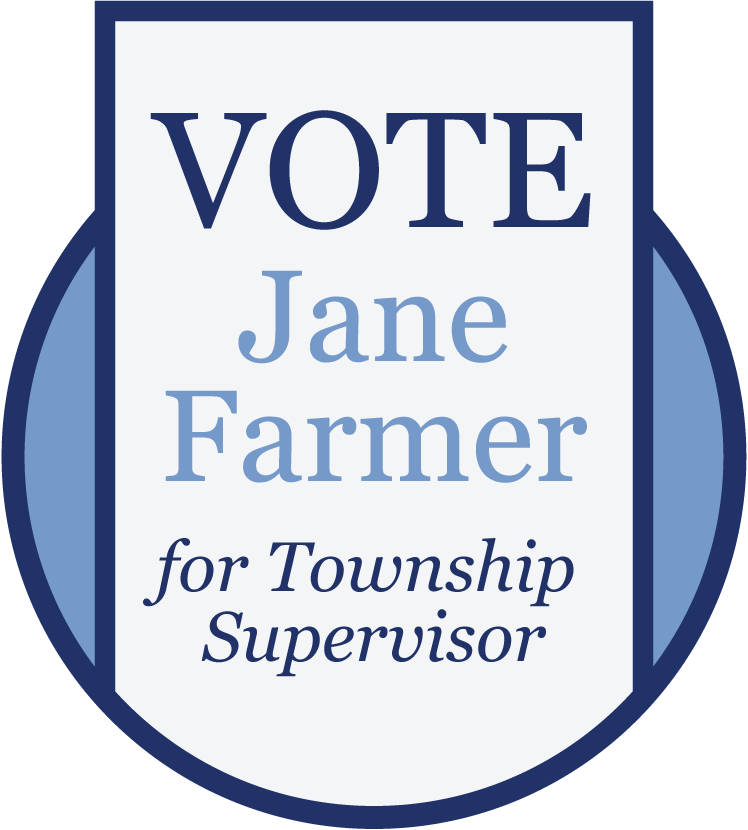 VOTE
Jane
Farmer
for Township
Supervisor